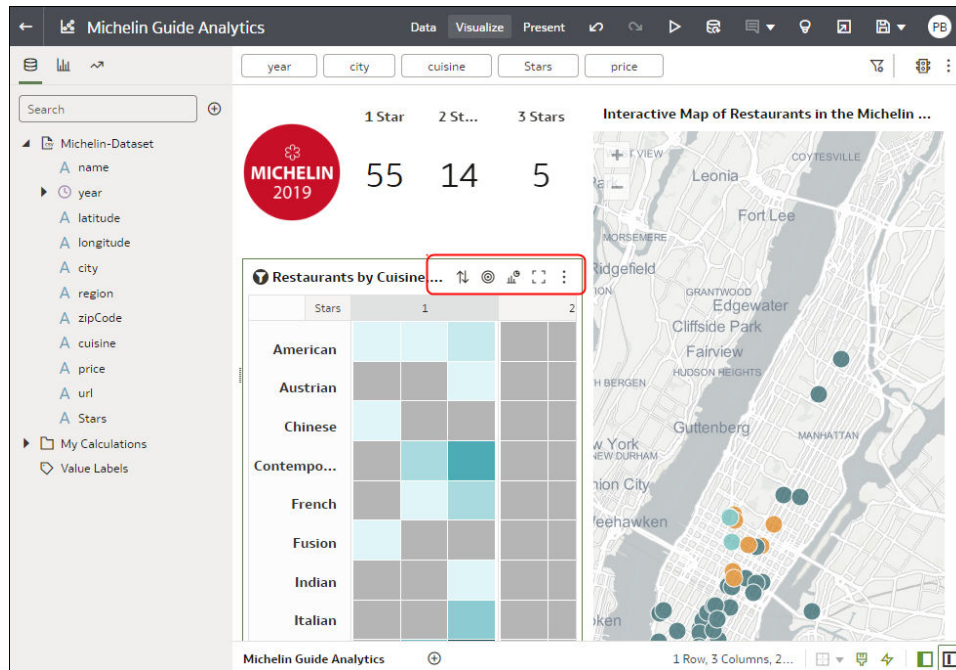 Michelin Guide Analytics
Data Visualize Present
PB
year city cuisine Stars price
Search
Michelin-Dataset
name
year
latitude
longitude
city
region
zipCode
cuisine
price
url
Stars
My Calculations
Value Labels
MICHELIN
2019
1 Star 2 St... 3 Stars
55 14 5
Restaurants by Cuisine ...
Stars 1 2
American
Austrian
Chinese
Contempo...
French
Fusion
Indian
Italian
Interactive Map of Restaurants in the Michelin ...
COYTESVILLE
Leonia
Fort Lee
MORSEMERE
Ridgefield
GRANTWOOD
Edgewater
Cliffside Park
Fairview
HUDSON HEIGHTS
H BERGEN
Guttenberg
MANHATTAN
w York
NEW DURHAM
nion City
eehawken
oken
Michelin Guide Analytics
1 Row, 3 Columns, 2...